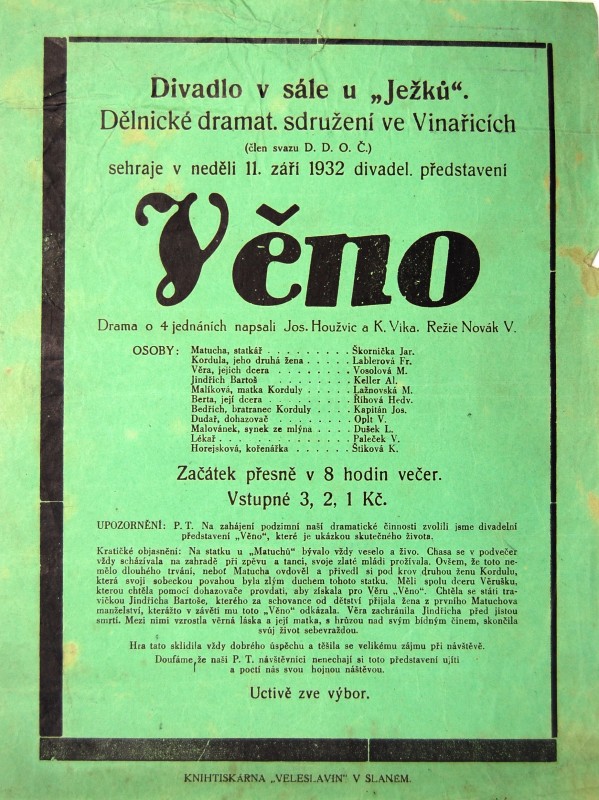 Divadlo v sále u „Ježků“.
Dělnické dramat. sdružení ve Vinařicích
(člen svazu D. D. O. Č.)
sehraje v neděli 11. září 1932 divadel. představení
Věno
Drama o 4 jednáních napsali Jos. Houžvic a K. Vika. Režie Novák V.
OSOBY: Matucha, statkář . . . . . . . . . Škornička Jar.
Kordula, jeho druhá žena . . . . . Lablerová Fr.
Věra, jejich dcera . . . . . . . . . Vosolová M.
Jindřich Bartoš . . . . . . . . Keller Al.
Malíková, matka Korduly . . . . . Lažnovská M.
Berta, její dcera . . . . . . . . . Říhová Hedv.
Bedřich, bratranec Korduly . . . . Kapitán Jos.
Dudař, dohazovač . . . . . . . . Oplt V.
Malovánek, synek ze mlýna . . . . Dušek L.
Lékař . . . . . . . . . . . . . . Paleček V.
Horejsková, kořenářka . . . . . . Štiková K.
Začátek přesně v 8 hodin večer.
Vstupné 3, 2, 1 Kč.
UPOZORNĚNÍ: P. T. Na zahájení podzimní naší dramatické činnosti zvolili jsme divadelní
představení „Věno“, které je ukázkou skutečného života.
Kratičké objasnění: Na statku u „Matuchů“ bývalo vždy veselo a živo. Chasa se v podvečer
vždy scházívala na zahradě při zpěvu a tanci, svoje zlaté mládí prožívala. Ovšem, že toto nemělo
dlouhého trvání, neboť Matucha ovdověl a přivedl si pod krov druhou ženu Kordulu,
která svojí sobeckou povahou byla zlým duchem tohoto statku. Měli spolu dceru Věrušku,
kterou chtěla pomocí dohazovače provdati, aby získala pro Věru „Věno“. Chtěla se státi travičkou
Jindřicha Bartoše, kterého za schovance od dětství přijala žena z prvního Matuchova
manželství, kterážto v závěti mu toto „Věno“ odkázala. Věra zachránila Jindřicha před jistou
smrtí. Mezi nimi vzrostla věrná láska a její matka, s hrůzou nad svým bídným činem, skončila
svůj život sebevraždou.
Hra tato sklidila vždy dobrého úspěchu a těšila se velikému zájmu při návštěvě.
Doufáme, že naši P. T. návštěvníci nenechají si toto představení ujíti
a poctí nás svou hojnou náštěvou.
Uctivě zve výbor.
KNIHTISKÁRNA „VELESLAVIN“ V SLANÉM.